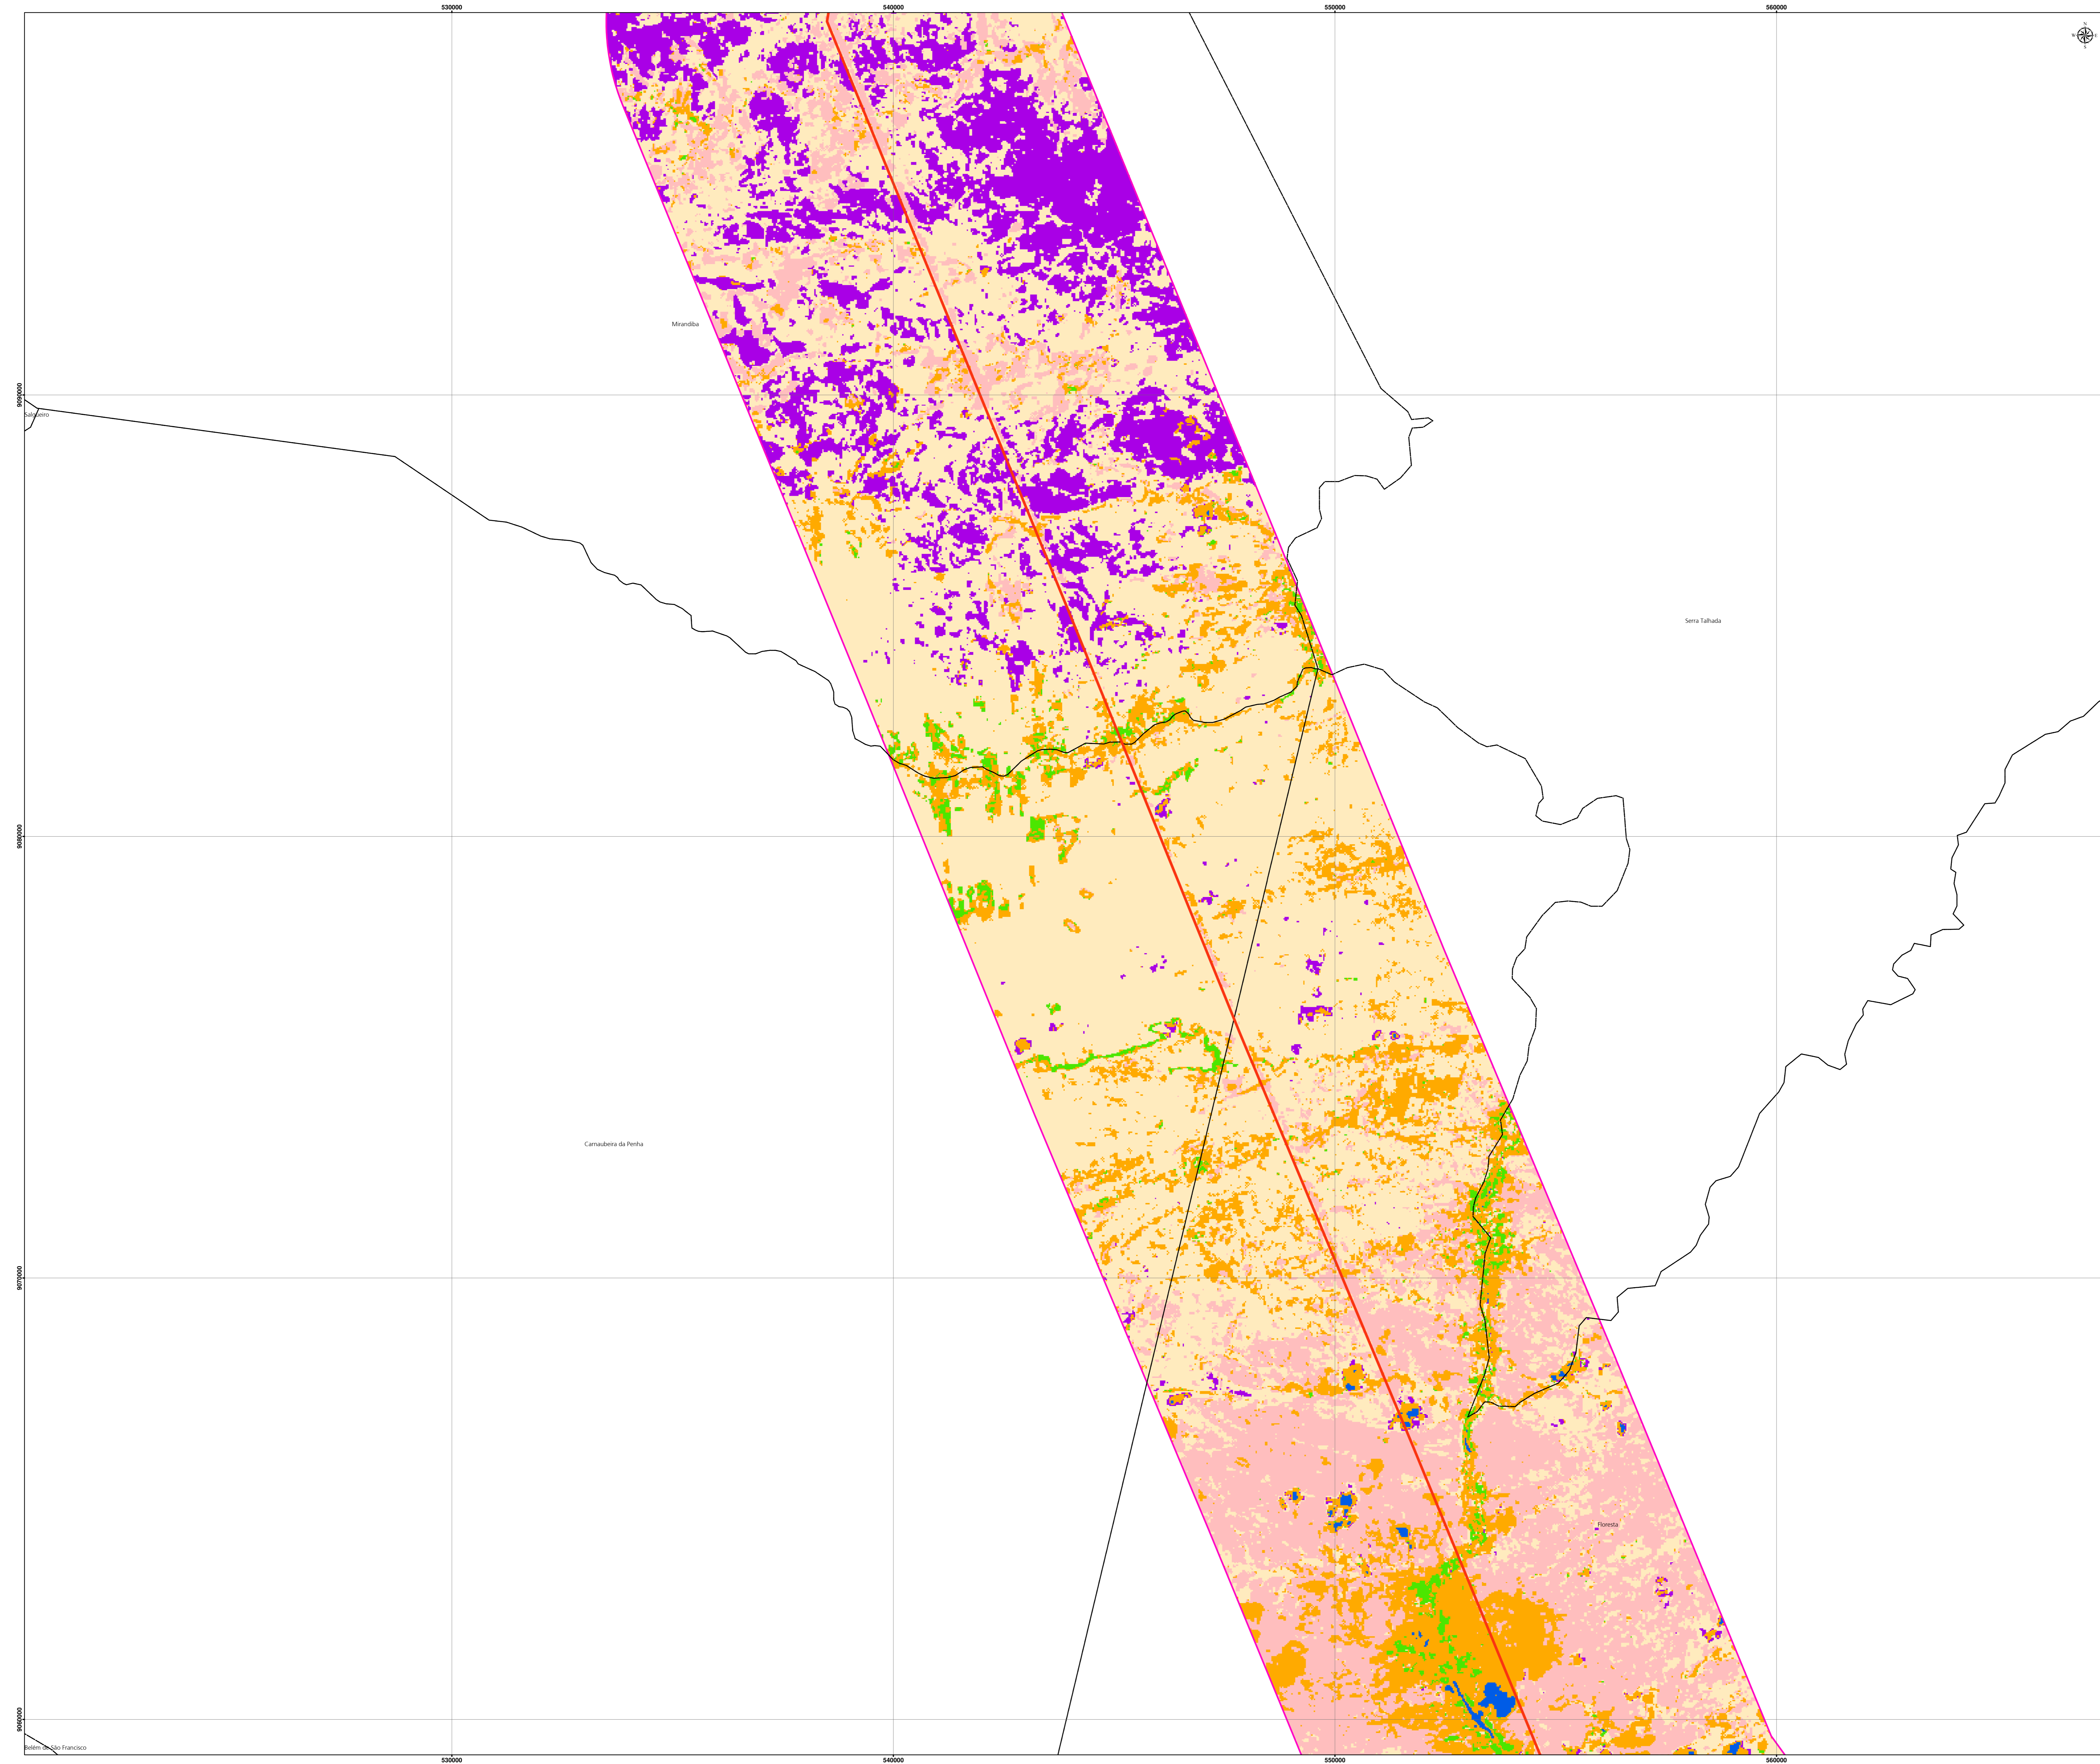 530000 540000 550000 560000
N
W E
S
Mirandiba
9090000
Salgueiro
Serra Talhada
9080000
Carnaubeira da Penha
9070000
Floresta
9060000
Belém de São Francisco
530000 540000 550000 560000